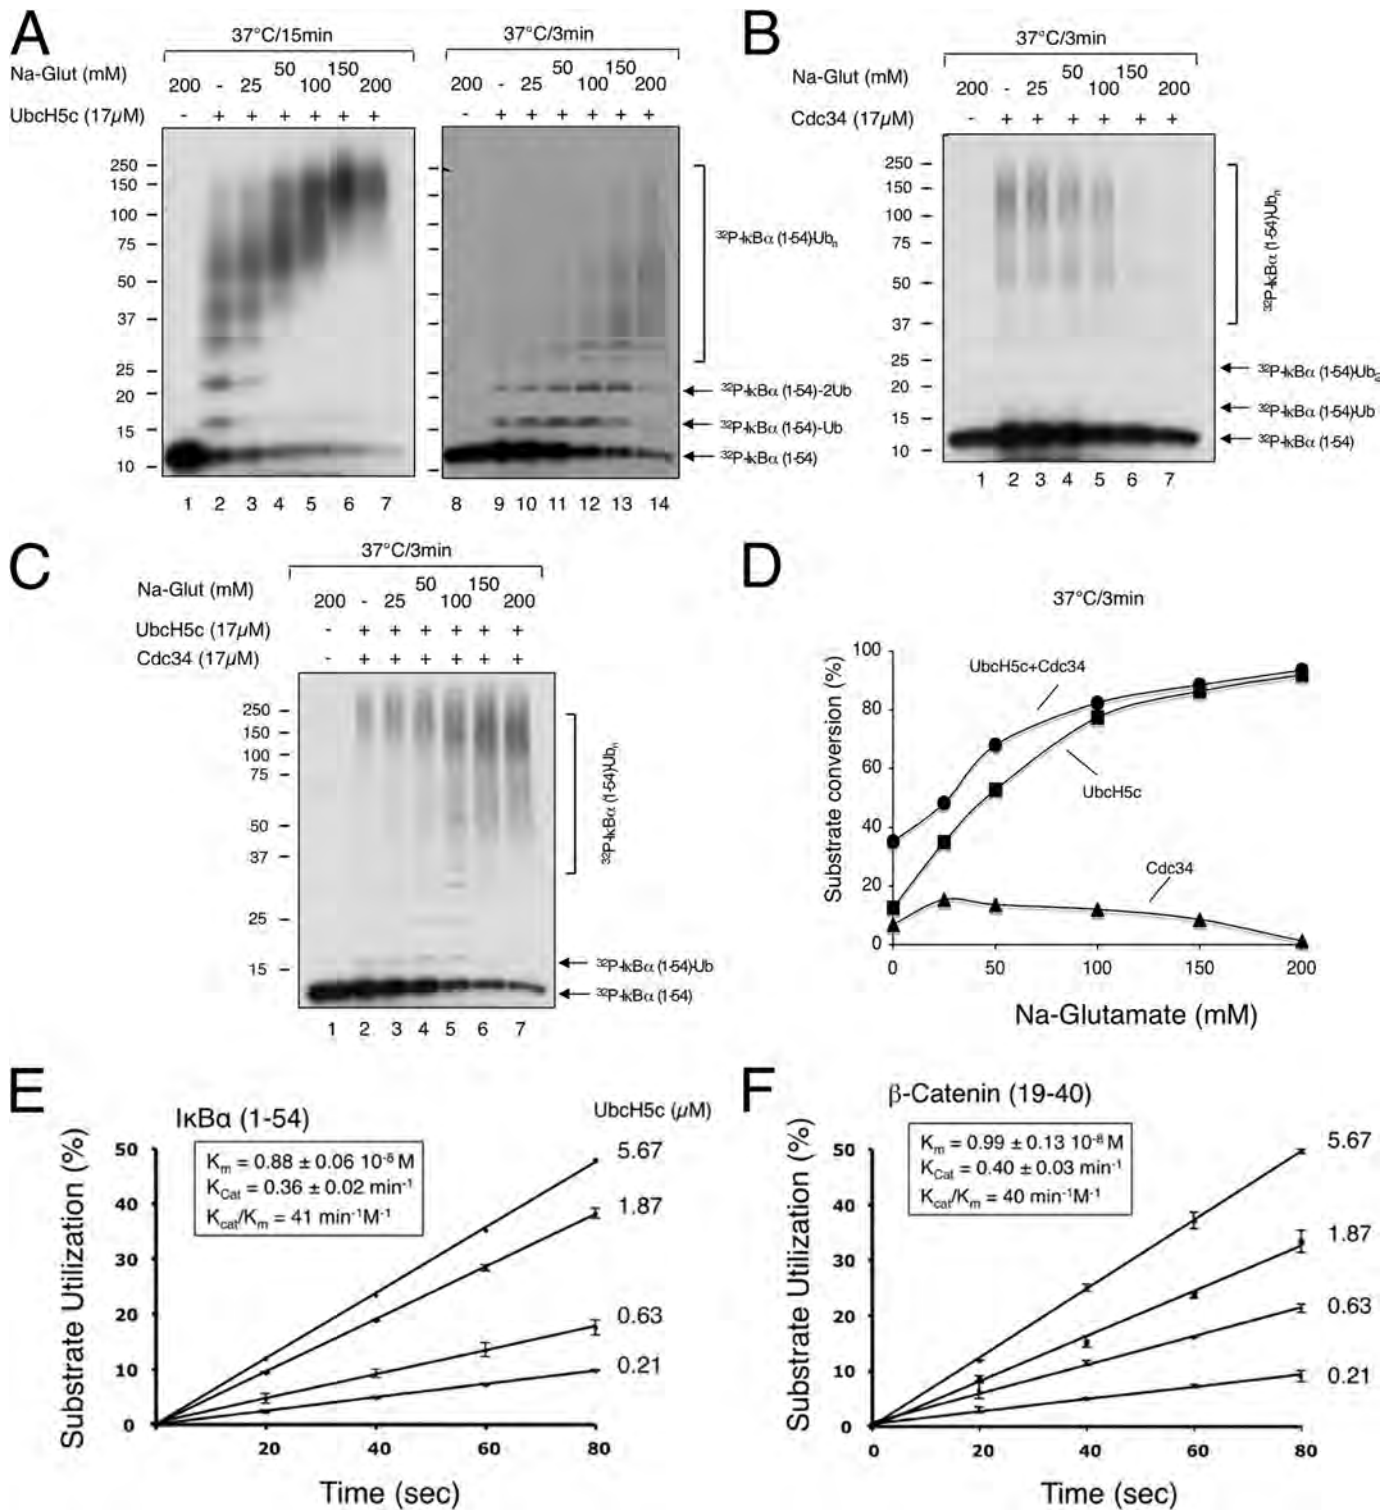 A
37°C/15min
Na-Glut (mM)
50 150
200 - 25 100 200
UbcH5c (17µM) - + + + + + +
250
150
100
75
50
37
25
20
15
10
1 2 3 4 5 6 7
37°C/3min
50 150
200 - 25 100 200
- + + + + + +
³²P-IκBα (1-54)-Ubₙ
³²P-IκBα (1-54)-2Ub
³²P-IκBα (1-54)-Ub
³²P-IκBα (1-54)
8 9 10 11 12 13 14
B
37°C/3min
Na-Glut (mM)
50 150
200 - 25 100 200
Cdc34 (17µM) - + + + + + +
250
150
100
75
50
37
25
20
15
10
³²P-IκBα (1-54)-Ubₙ
³²P-IκBα (1-54)-Ub₂
³²P-IκBα (1-54)-Ub
³²P-IκBα (1-54)
1 2 3 4 5 6 7
C
37°C/3min
Na-Glut (mM)
50 150
200 - 25 100 200
UbcH5c (17µM) - + + + + + +
Cdc34 (17µM) - + + + + + +
250
150
100
75
50
37
25
15
³²P-IκBα (1-54)-Ubₙ
³²P-IκBα (1-54)-Ub
³²P-IκBα (1-54)
1 2 3 4 5 6 7
D
37°C/3min
Substrate conversion (%)
100
80
60
40
20
0
UbcH5c+Cdc34
UbcH5c
Cdc34
0 50 100 150 200
Na-Glutamate (mM)
E
IκBα (1-54)
UbcH5c (µM)
Kₘ = 0.88 ± 0.06 10⁻⁸ M
K_Cat = 0.36 ± 0.02 min⁻¹
K_cat/Kₘ = 41 min⁻¹M⁻¹
Substrate Utilization (%)
50
40
30
20
10
0
5.67
1.87
0.63
0.21
20 40 60 80
Time (sec)
F
β-Catenin (19-40)
Kₘ = 0.99 ± 0.13 10⁻⁸ M
K_Cat = 0.40 ± 0.03 min⁻¹
K_cat/Kₘ = 40 min⁻¹M⁻¹
Substrate Utilization (%)
50
40
30
20
10
0
5.67
1.87
0.63
0.21
0 20 40 60 80
Time (sec)